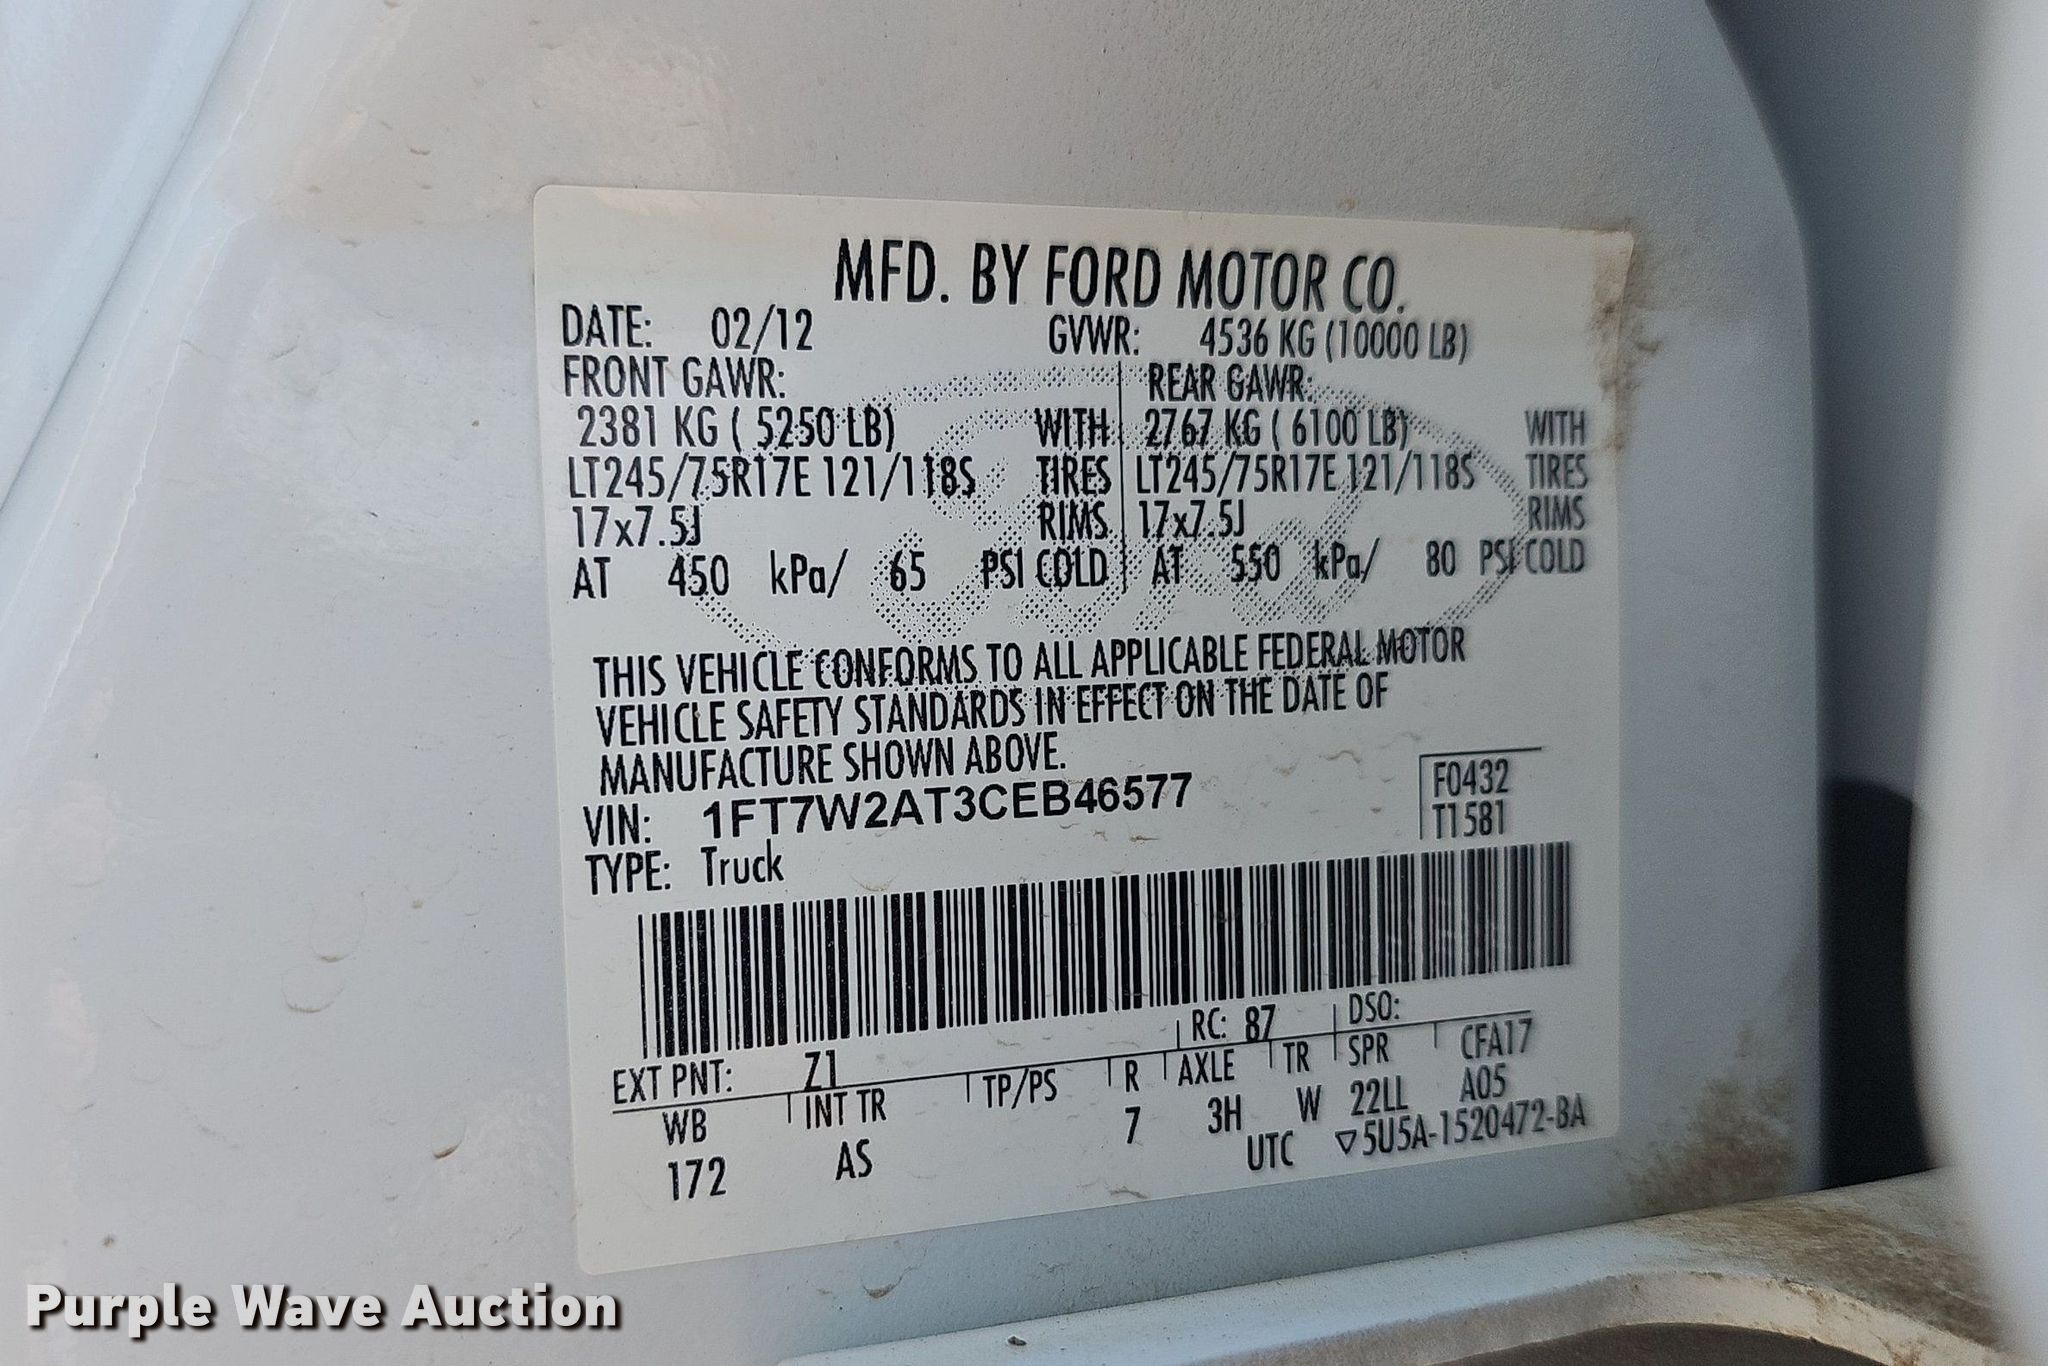 MFD. BY FORD MOTOR CO.
DATE: 02/12 GVWR: 4536 KG (10000 LB)
FRONT GAWR: REAR GAWR:
2381 KG ( 5250 LB) WITH 2767 KG ( 6100 LB) WITH
LT245/75R17E 121/118S TIRES LT245/75R17E 121/118S TIRES
17x7.5J RIMS 17x7.5J RIMS
AT 450 kPa/ 65 PSI COLD AT 550 kPa/ 80 PSI COLD
THIS VEHICLE CONFORMS TO ALL APPLICABLE FEDERAL MOTOR
VEHICLE SAFETY STANDARDS IN EFFECT ON THE DATE OF
MANUFACTURE SHOWN ABOVE.
VIN: 1FT7W2AT3CEB46577 F0432
TYPE: Truck T1581
EXT PNT: Z1 RC: 87 DSO:
WB INT TR TP/PS R AXLE TR SPR CFA17
172 AS 7 3H W 22LL A05
UTC ▽5U5A-1520472-BA
Ford
Purple Wave Auction